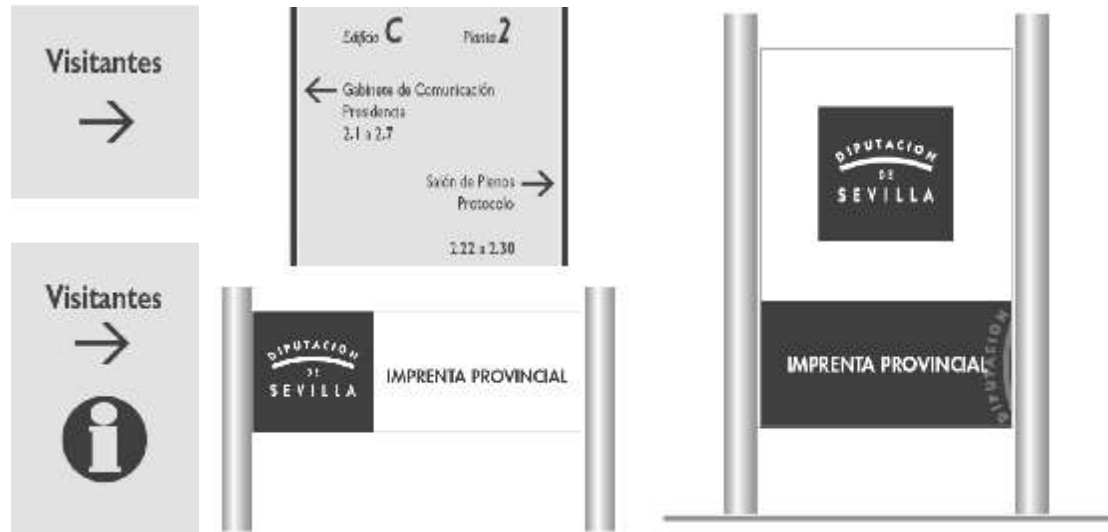 Visitantes
Edificio C Planta 2
Gabinete de Comunicación
Presidencia
2.1 a 2.7
Salón de Plenos
Protocolo
2.22 a 2.30
Visitantes
DIPUTACION
DE
SEVILLA
IMPRENTA PROVINCIAL
DIPUTACION
DE
SEVILLA
IMPRENTA PROVINCIAL
DIPUTACION